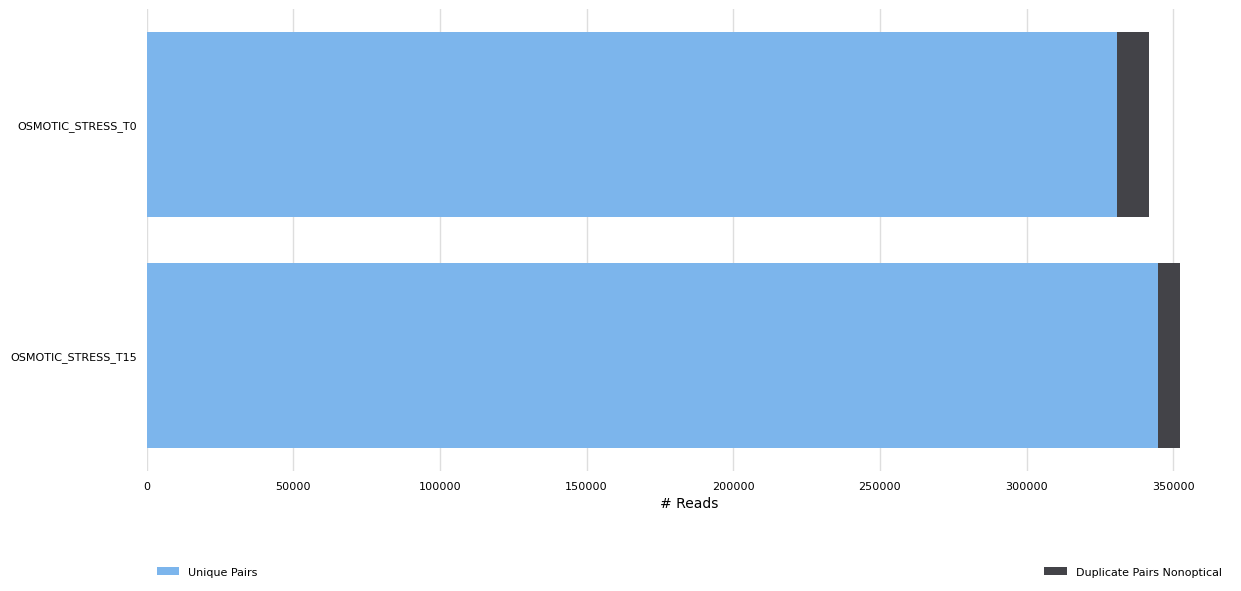 OSMOTIC_STRESS_T0
OSMOTIC_STRESS_T15
0 50000 100000 150000 200000 250000 300000 350000
# Reads
Unique Pairs Duplicate Pairs Nonoptical